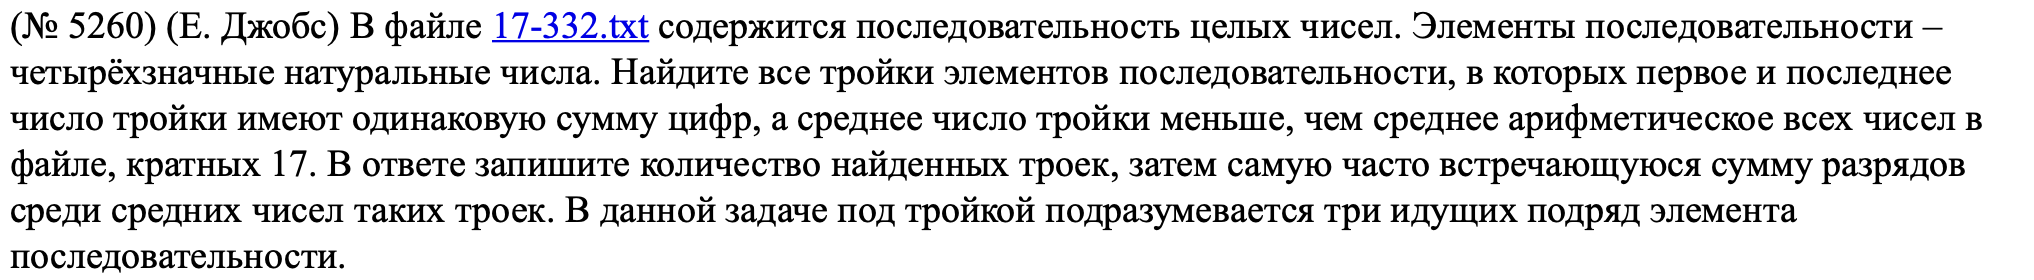 (№ 5260) (Е. Джобс) В файле 17-332.txt содержится последовательность целых чисел. Элементы последовательности –
четырёхзначные натуральные числа. Найдите все тройки элементов последовательности, в которых первое и последнее
число тройки имеют одинаковую сумму цифр, а среднее число тройки меньше, чем среднее арифметическое всех чисел в
файле, кратных 17. В ответе запишите количество найденных троек, затем самую часто встречающуюся сумму разрядов
среди средних чисел таких троек. В данной задаче под тройкой подразумевается три идущих подряд элемента
последовательности.